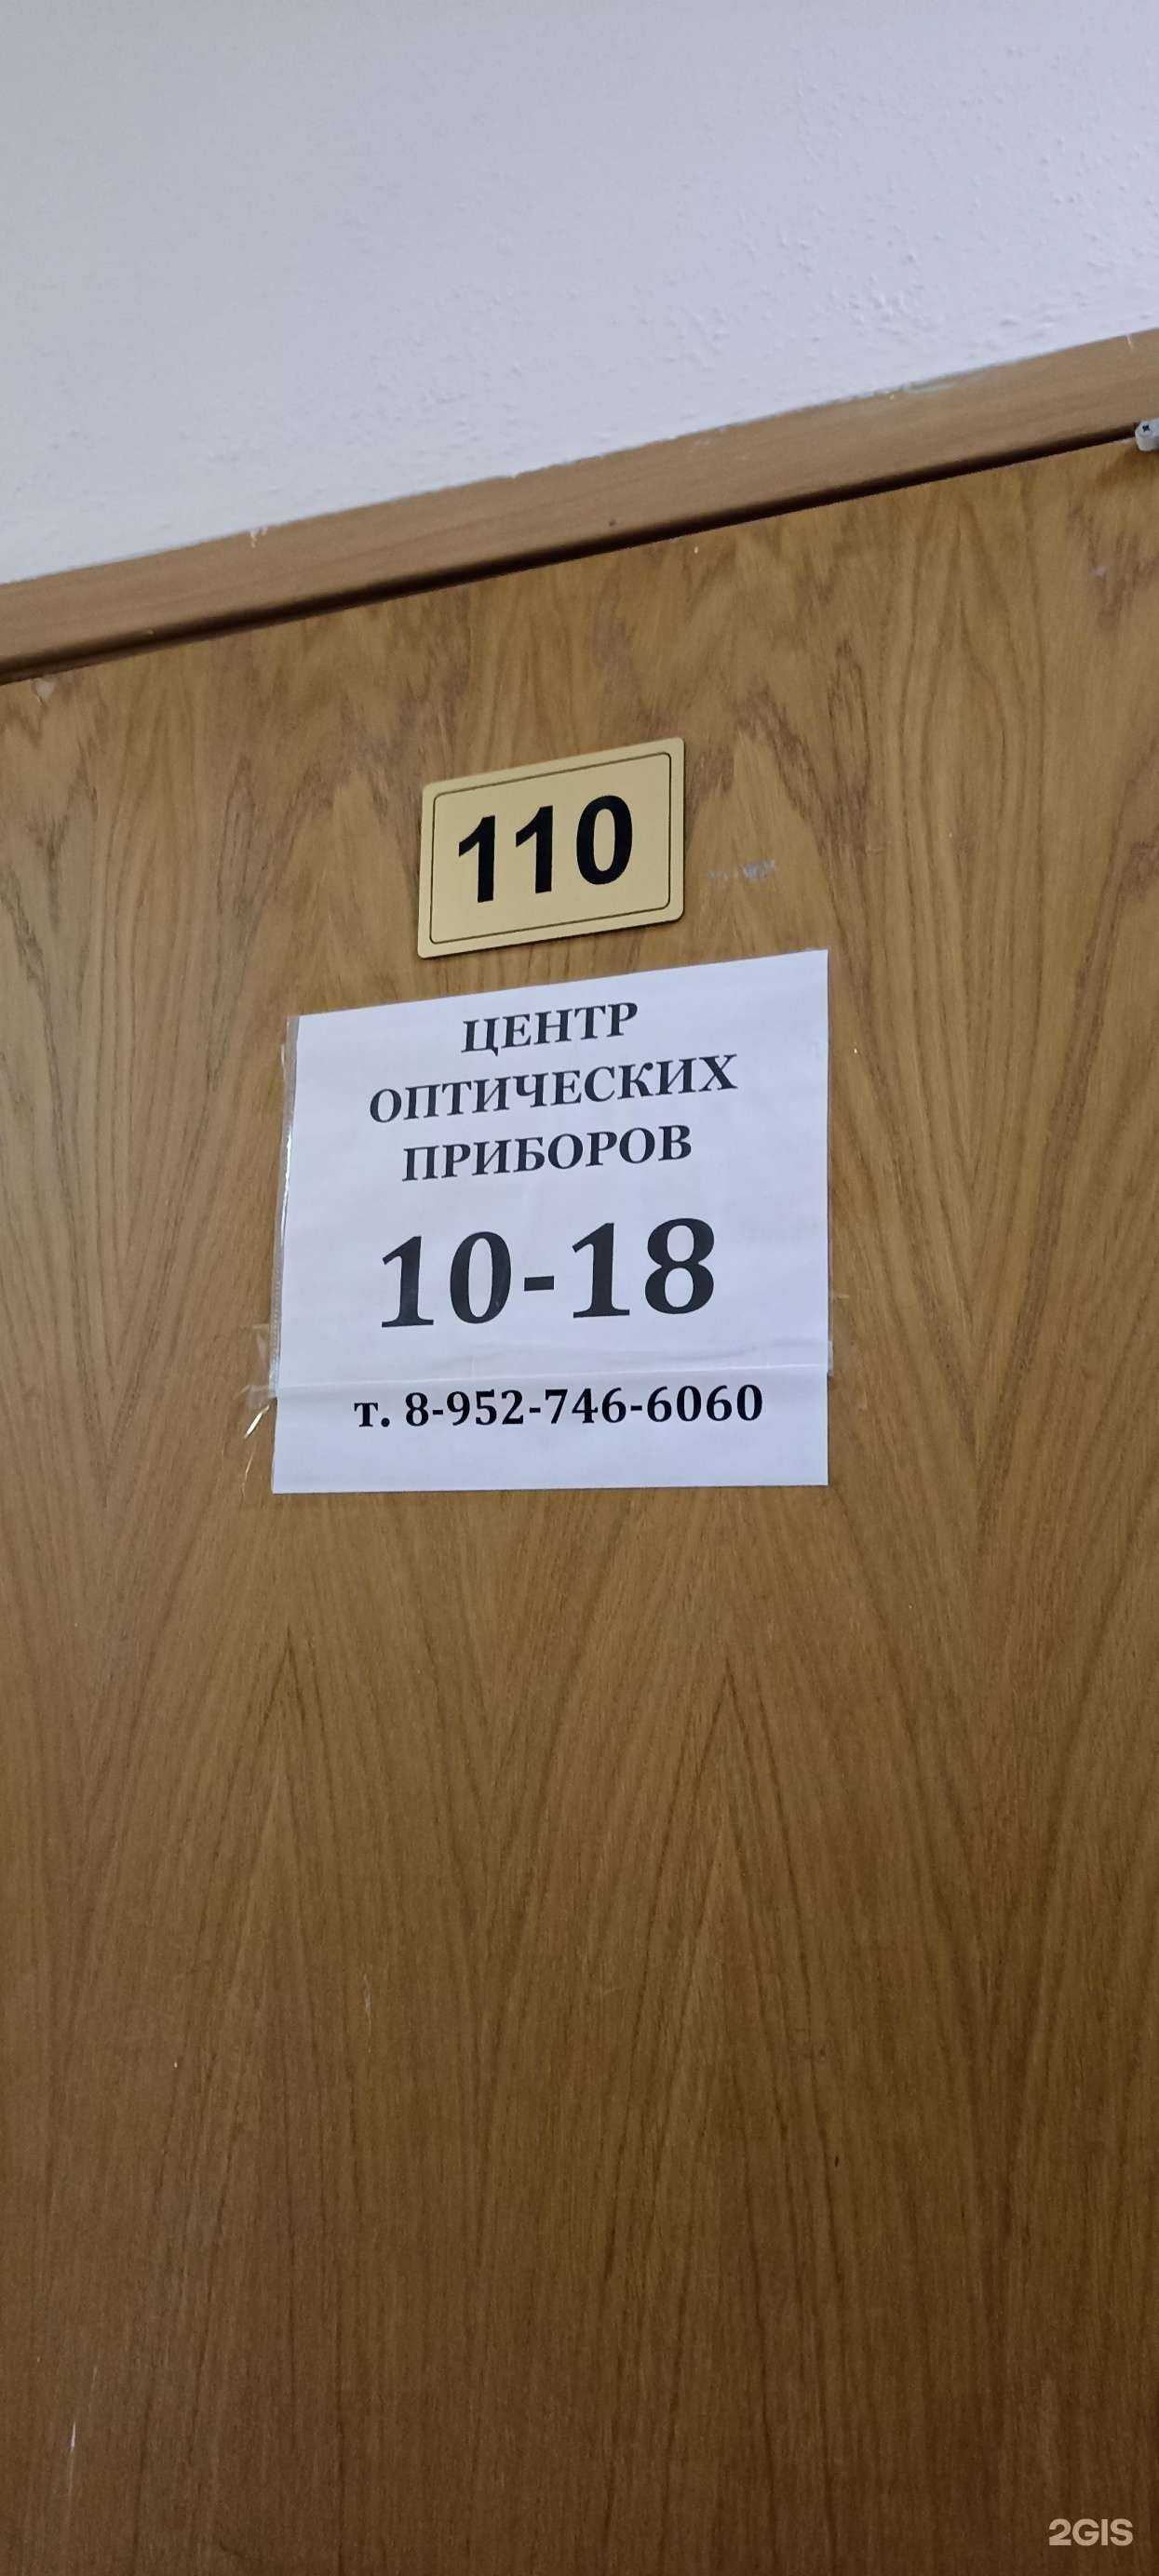 110
ЦЕНТР
ОПТИЧЕСКИХ
ПРИБОРОВ
10-18
т. 8-952-746-6060
2GIS